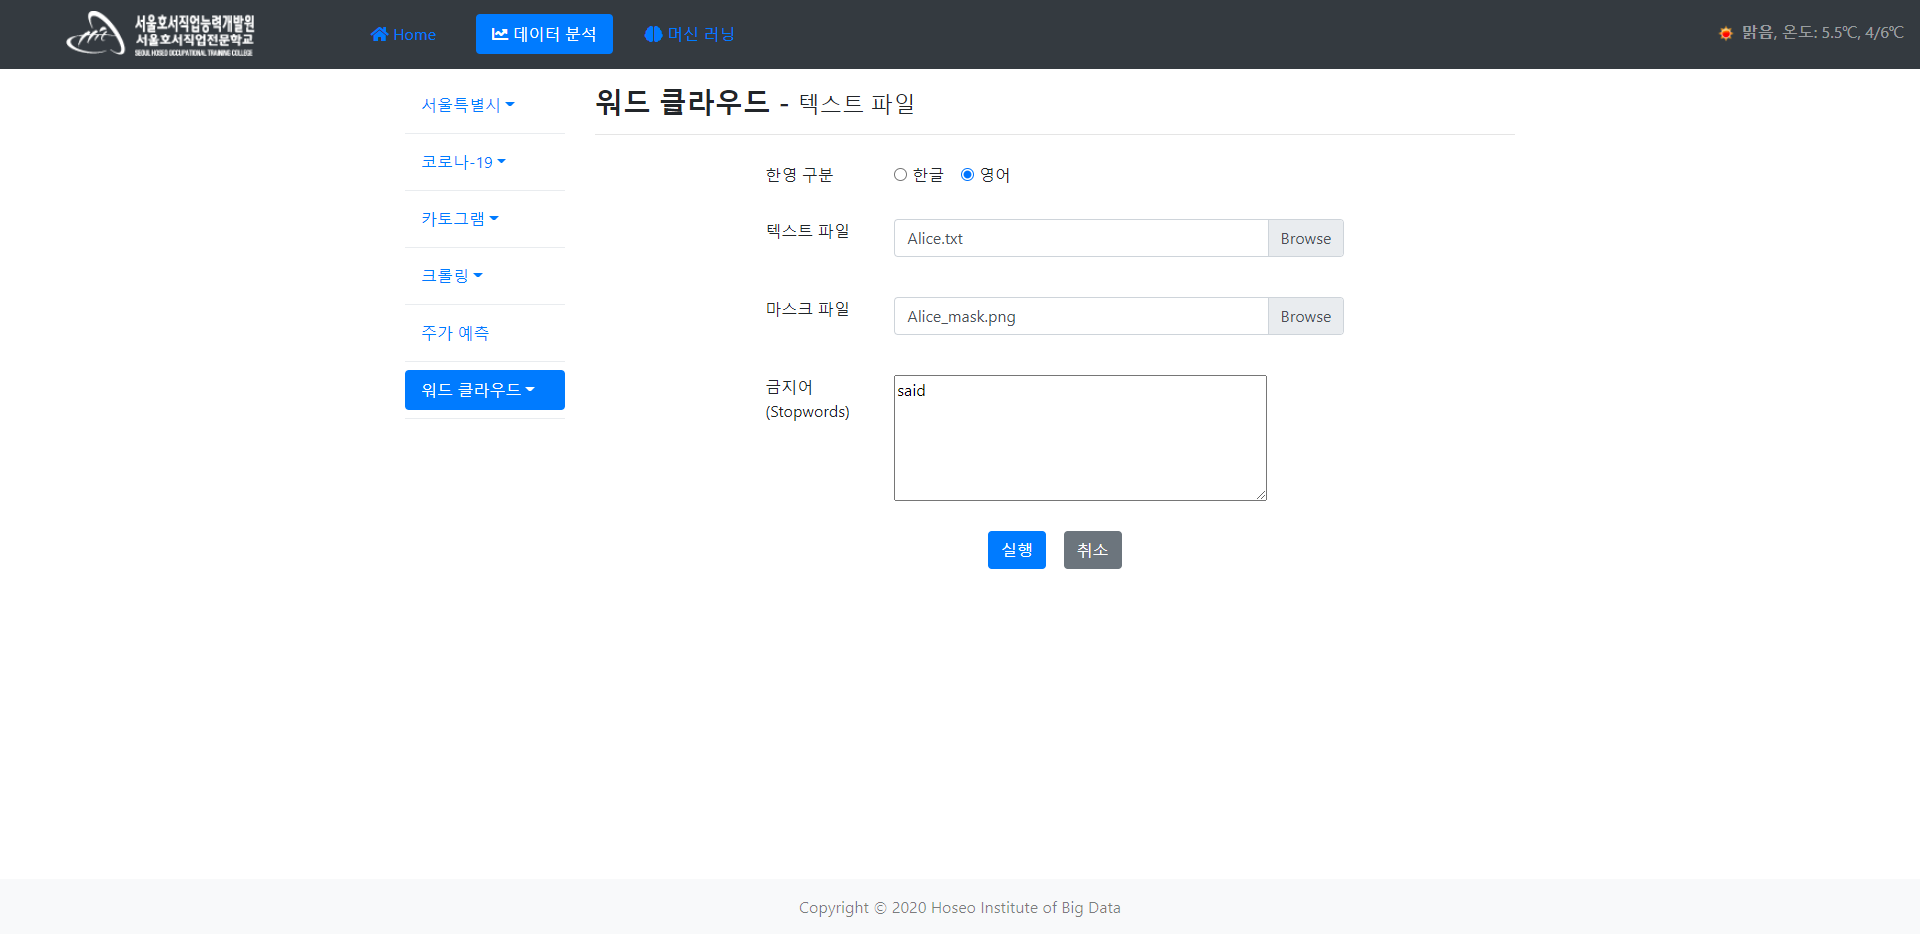 서울호서직업능력개발원
서울호서직업전문학교
SEOUL HOSEO OCCUPATIONAL TRAINING COLLEGE
Home
데이터 분석
머신 러닝
맑음, 온도: 5.5℃, 4/6℃
서울특별시
코로나-19
카토그램
크롤링
주가 예측
워드 클라우드
워드 클라우드 - 텍스트 파일
한영 구분 한글 영어
텍스트 파일 Alice.txt Browse
마스크 파일 Alice_mask.png Browse
금지어
(Stopwords)
said
실행 취소
Copyright © 2020 Hoseo Institute of Big Data